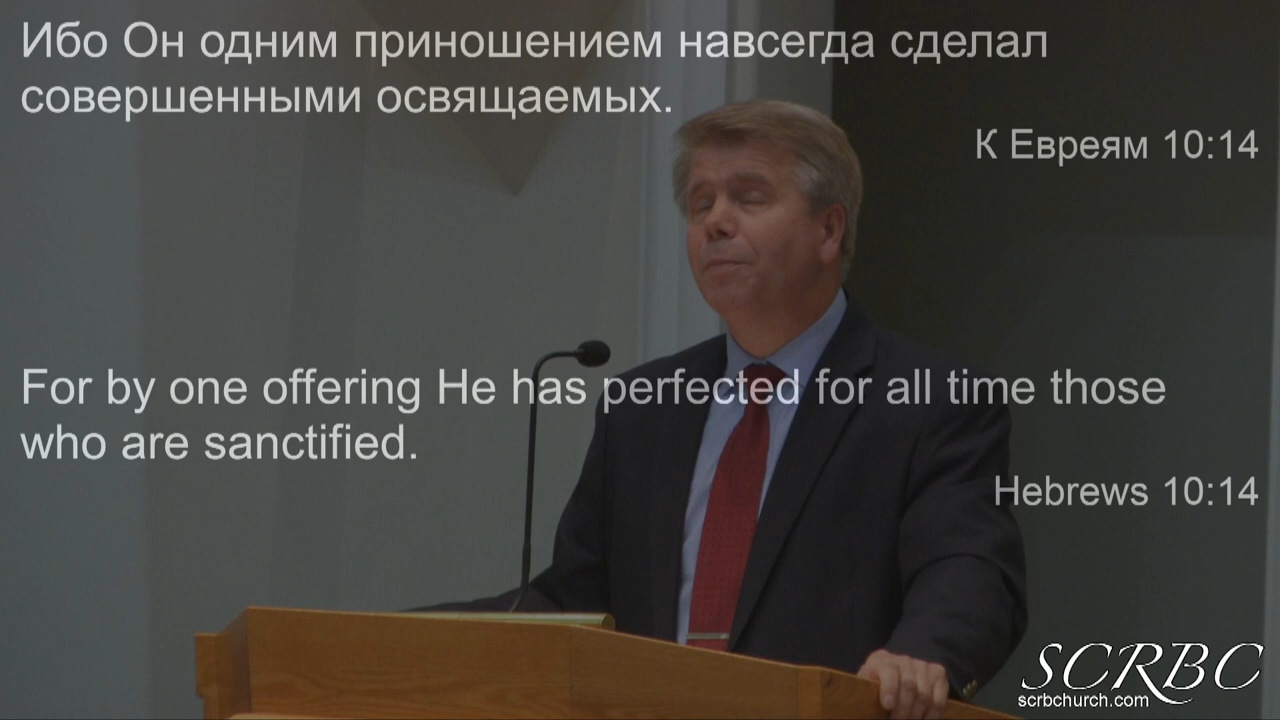 Ибо Он одним приношением навсегда сделал
совершенными освящаемых.
К Евреям 10:14
For by one offering He has perfected for all time those
who are sanctified.
Hebrews 10:14
SCRBC
scrbchurch.com